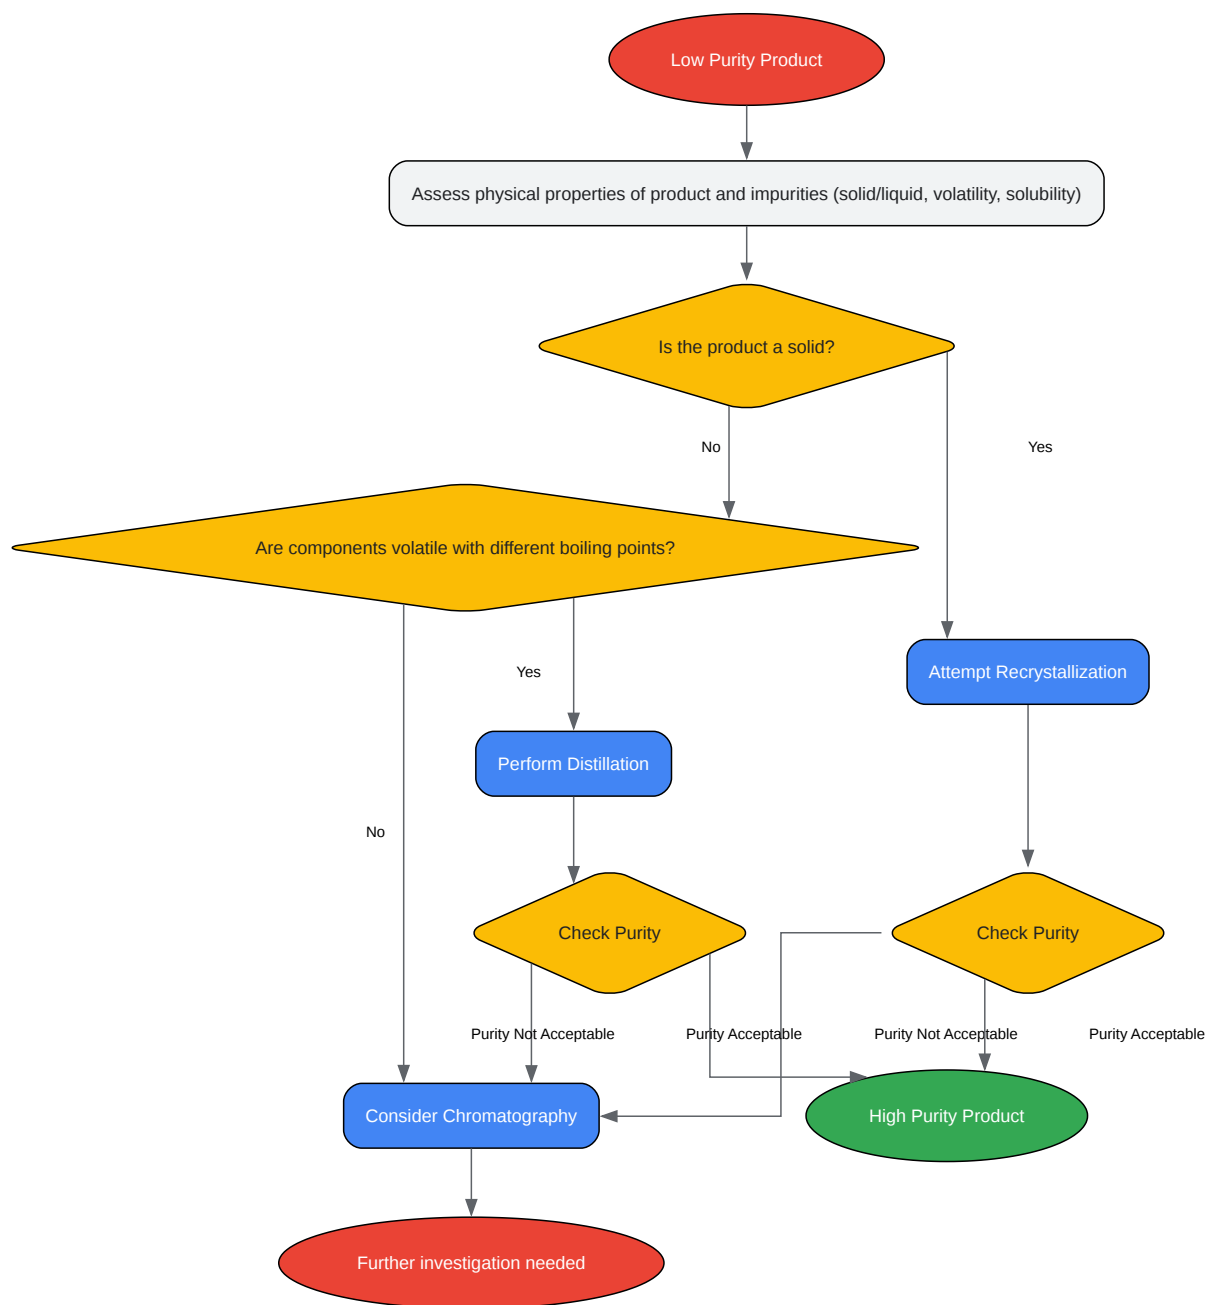 Low Purity Product
Assess physical properties of product and impurities (solid/liquid, volatility, solubility)
Is the product a solid?
No
Yes
Are components volatile with different boiling points?
Yes
Attempt Recrystallization
Perform Distillation
No
Check Purity
Check Purity
Purity Not Acceptable
Purity Acceptable
Purity Not Acceptable
Purity Acceptable
Consider Chromatography
High Purity Product
Further investigation needed